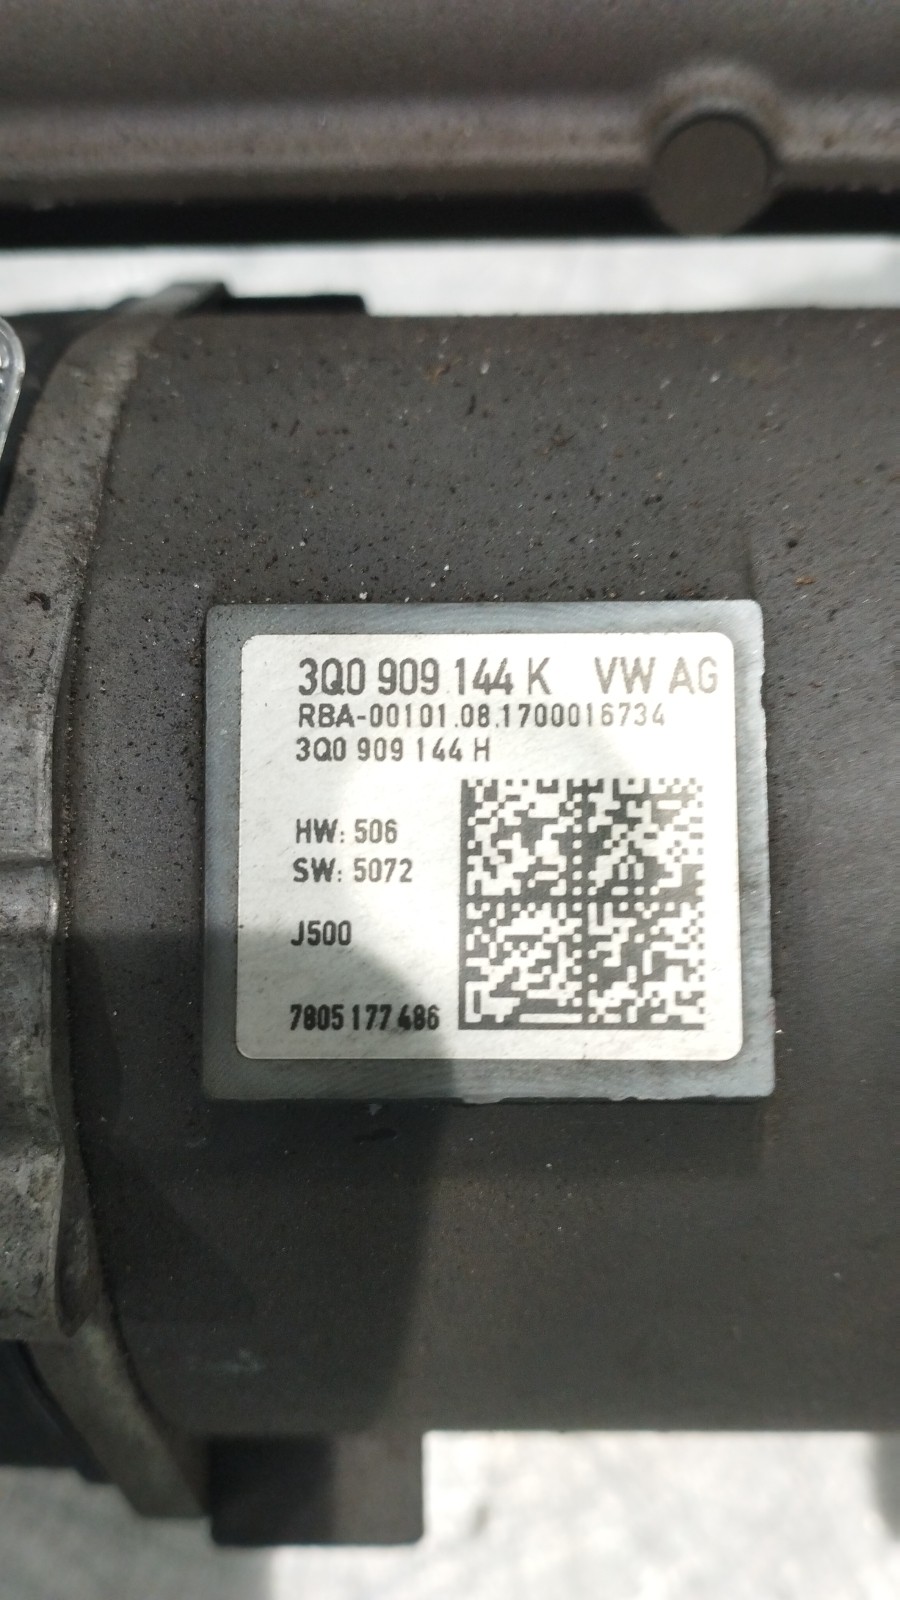 3Q0 909 144 K VW AG
RBA-00101.08.1700016734
3Q0 909 144 H
HW: 506
SW: 5072
J500
7805 177 486